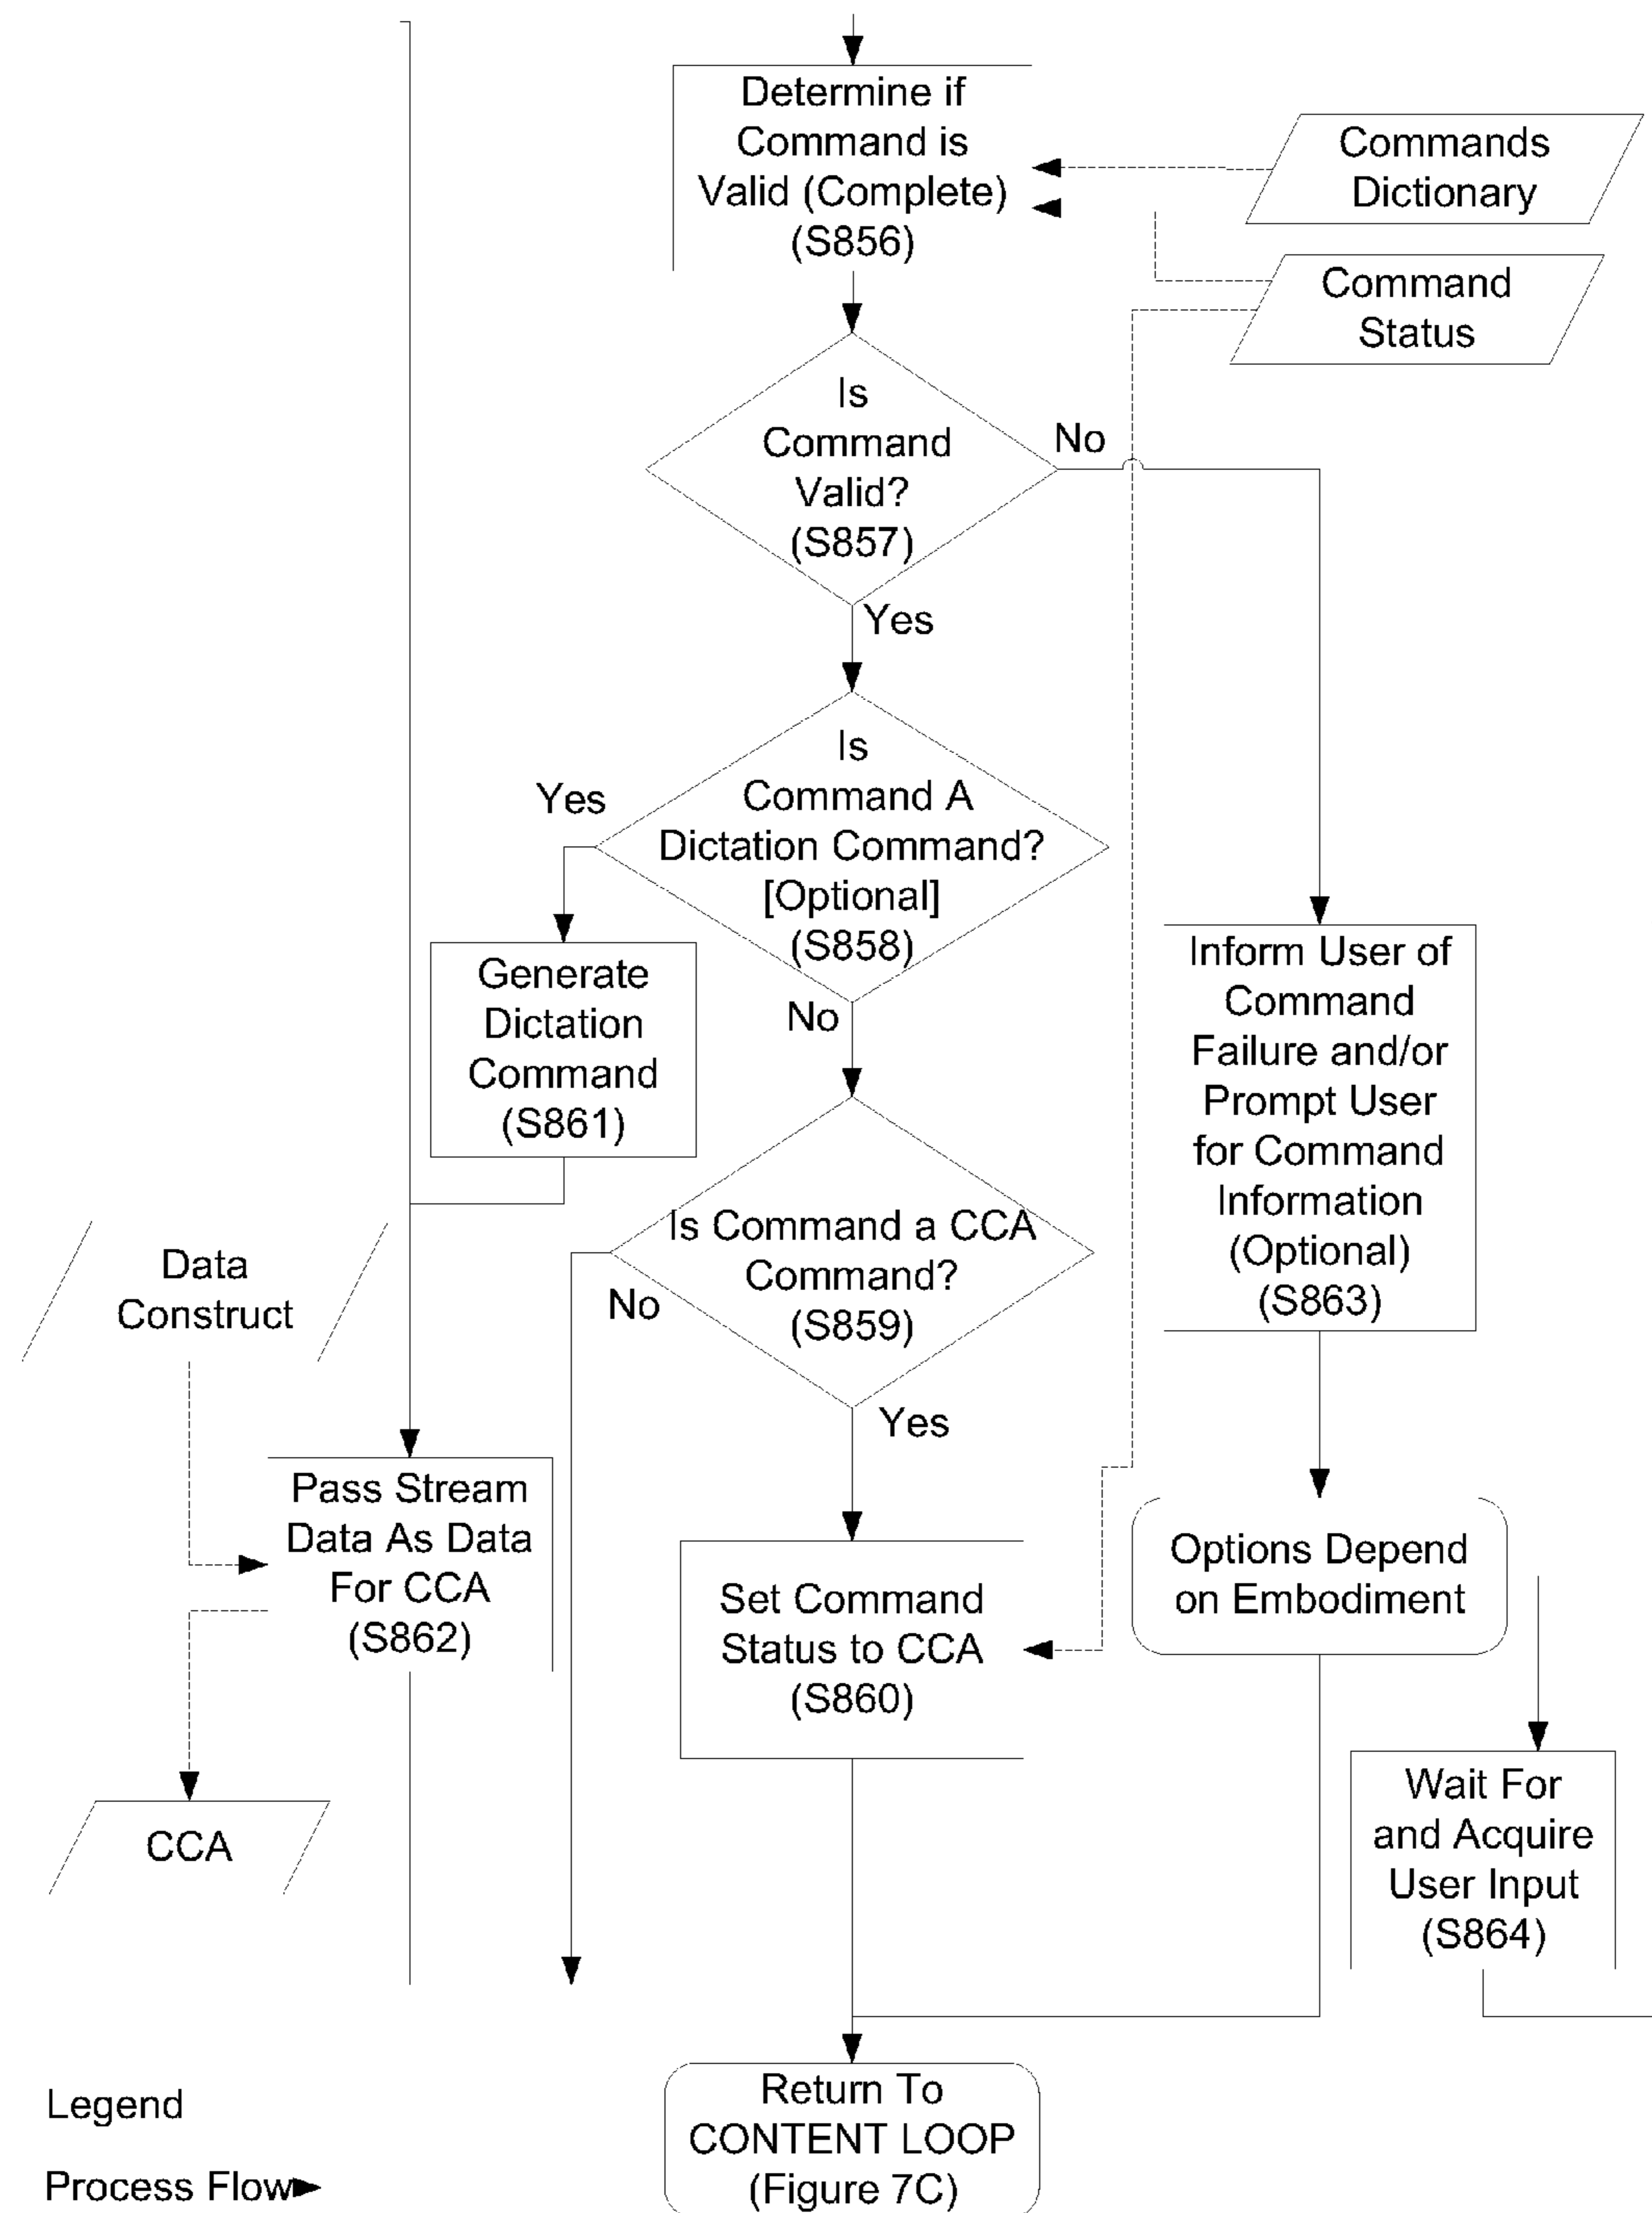 Determine if
Command is
Valid (Complete)
(S856)
Commands
Dictionary
Command
Status
Is
Command
Valid?
(S857)
No
Yes
Is
Command A
Dictation Command?
[Optional]
(S858)
Yes
No
Generate
Dictation
Command
(S861)
Inform User of
Command
Failure and/or
Prompt User
for Command
Information
(Optional)
(S863)
Data
Construct
Is Command a CCA
Command?
(S859)
No
Yes
Pass Stream
Data As Data
For CCA
(S862)
Set Command
Status to CCA
(S860)
Options Depend
on Embodiment
CCA
Wait For
and Acquire
User Input
(S864)
Return To
CONTENT LOOP
(Figure 7C)
Legend
Process Flow